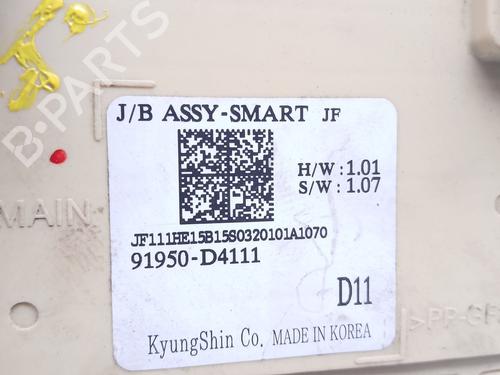 B-PARTS
J/B ASSY-SMART JF
H/W : 1.01
S/W : 1.07
MAIN
JF111HE15B15S0320101A1070
91950-D4111
D11
>PP-GF
KyungShin Co. MADE IN KOREA